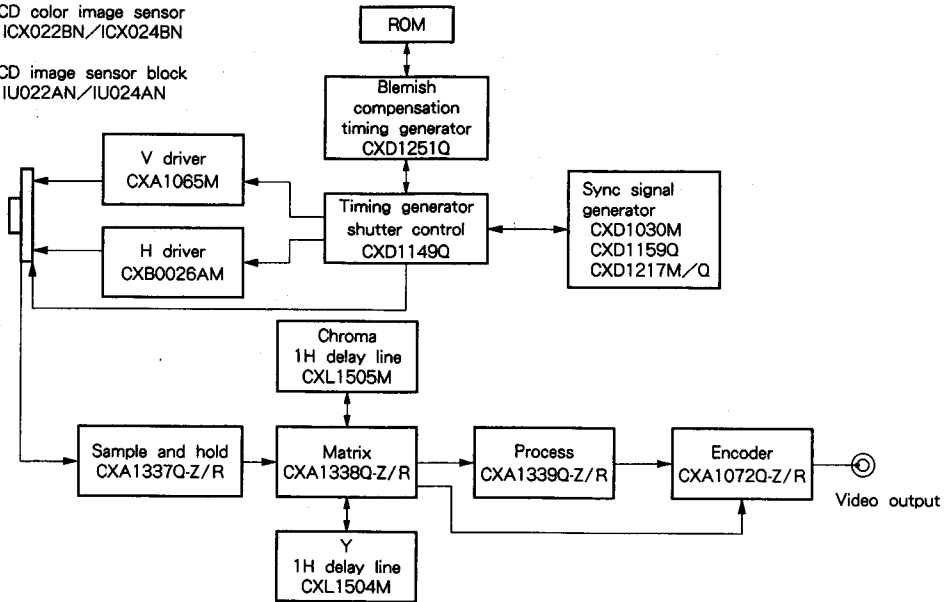 CD color image sensor
ICX022BN/ICX024BN
CD image sensor block
IU022AN/IU024AN
ROM
Blemish
compensation
timing generator
CXD1251Q
V driver
CXA1065M
Timing generator
shutter control
CXD1149Q
Sync signal
generator
CXD1030M
CXD1159Q
CXD1217M/Q
H driver
CXB0026AM
Chroma
1H delay line
CXL1505M
Sample and hold
CXA1337Q-Z/R
Matrix
CXA1338Q-Z/R
Process
CXA1339Q-Z/R
Encoder
CXA1072Q-Z/R
Video output
Y
1H delay line
CXL1504M